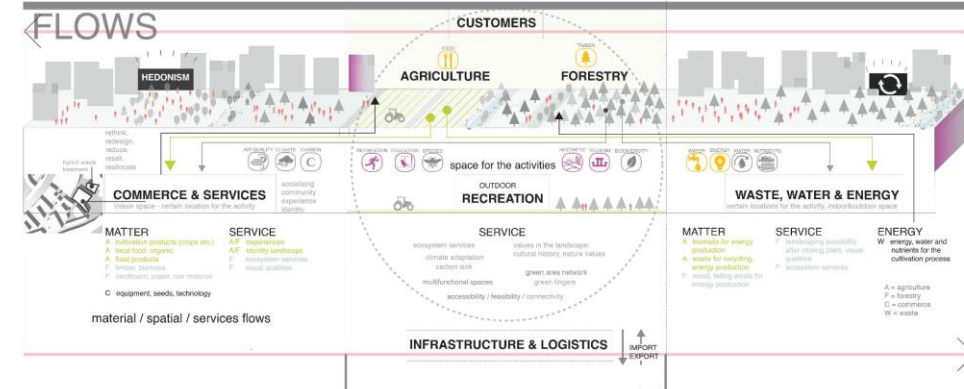 FLOWS
CUSTOMERS
HEDONISM
FOOD
TIMBER
AGRICULTURE
FORESTRY
rethink,
redesign,
reduce,
resell,
reallocate
hybrid waste
treatment
AIR QUALITY
CLIMATE
CARBON
C
RECREATION
EDUCATION
SPECIES
space for the activities
AESTHETIC
TOURISM
BIODIVERSITY
WATER
ENERGY
WATER
NUTRIENTS
COMMERCE & SERVICES
indoor space - certain location for the activity
socialising
community
experience
identity
OUTDOOR
RECREATION
WASTE, WATER & ENERGY
certain locations for the activity, indoor&outdoor space
MATTER
A cultivation products (crops etc.)
A local food, organic
A food products
F timber, biomass
F cardboard, paper, raw material
C equipment, seeds, technology
SERVICE
A/F experiences
A/F identity landscape
F ecosystem services
F visual qualities
material / spatial / services flows
SERVICE
ecosystem services
climate adaptation
carbon sink
multifunctional spaces
values in the landscape:
cultural history, nature values
green area network
green fingers
accessibility / feasibility / connectivity
MATTER
A biomass for energy
production
A waste for recycling,
energy production
F wood, felling waste for
energy production
SERVICE
F landscaping possibility
after closing plant, visual
qualities
F ecosystem services
ENERGY
W energy, water and
nutrients for the
cultivation process
A = agriculture
F = forestry
C = commerce
W = waste
INFRASTRUCTURE & LOGISTICS
IMPORT
EXPORT